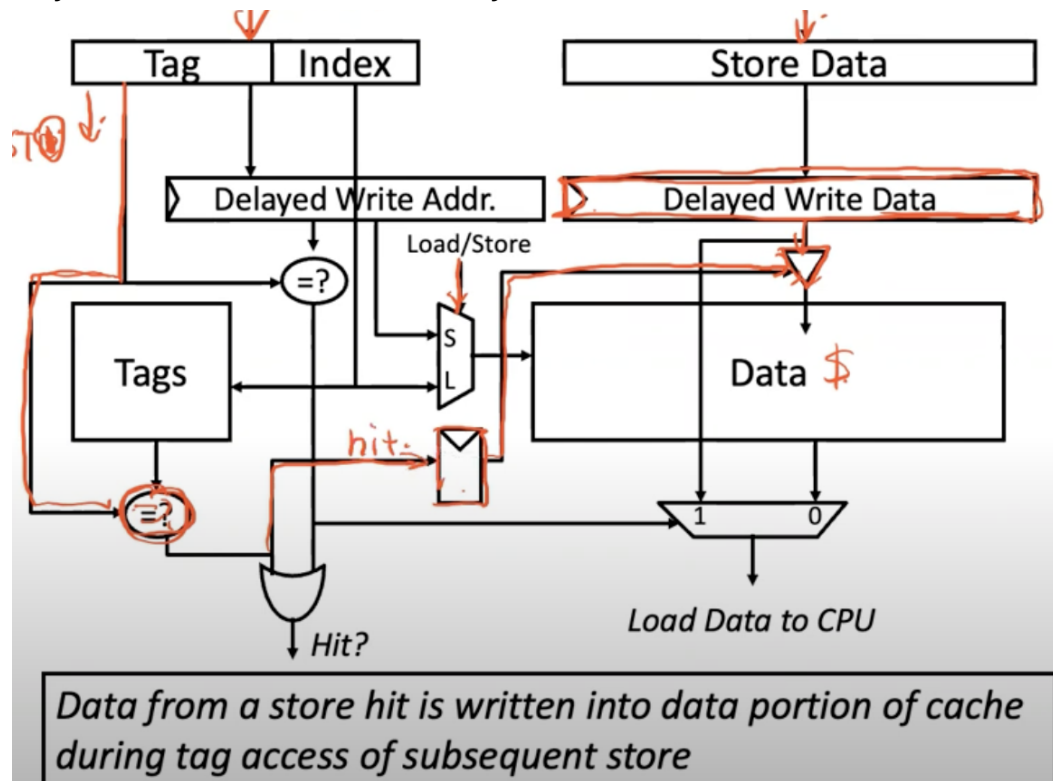 Tag Index Store Data
Delayed Write Addr. Delayed Write Data
Load/Store
=?
S
Tags Data $
L
hit.
=? 1 0
Load Data to CPU
Hit?
Data from a store hit is written into data portion of cache
during tag access of subsequent store